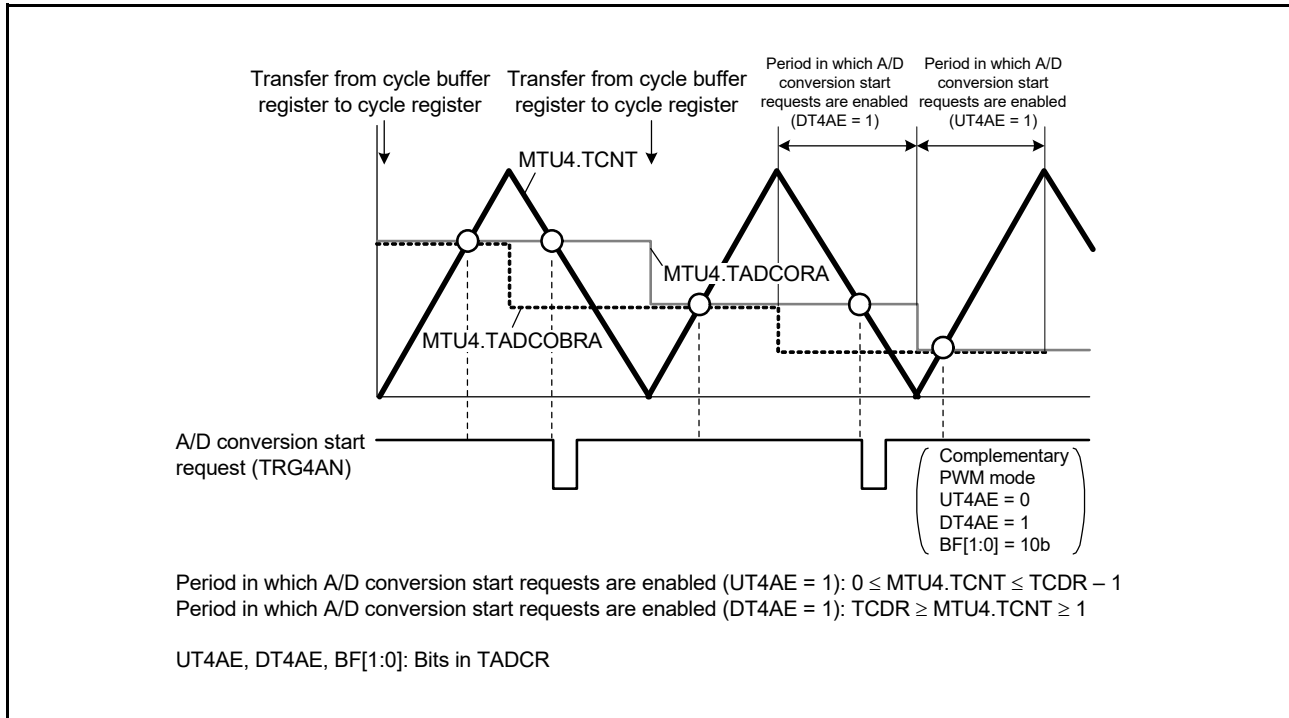 Transfer from cycle buffer
register to cycle register
Transfer from cycle buffer
register to cycle register
Period in which A/D
conversion start
requests are enabled
(DT4AE = 1)
Period in which A/D
conversion start
requests are enabled
(UT4AE = 1)
MTU4.TCNT
MTU4.TADCORA
MTU4.TADCOBRA
A/D conversion start
request (TRG4AN)
Complementary
PWM mode
UT4AE = 0
DT4AE = 1
BF[1:0] = 10b
Period in which A/D conversion start requests are enabled (UT4AE = 1): 0 ≤ MTU4.TCNT ≤ TCDR – 1
Period in which A/D conversion start requests are enabled (DT4AE = 1): TCDR ≥ MTU4.TCNT ≥ 1
UT4AE, DT4AE, BF[1:0]: Bits in TADCR